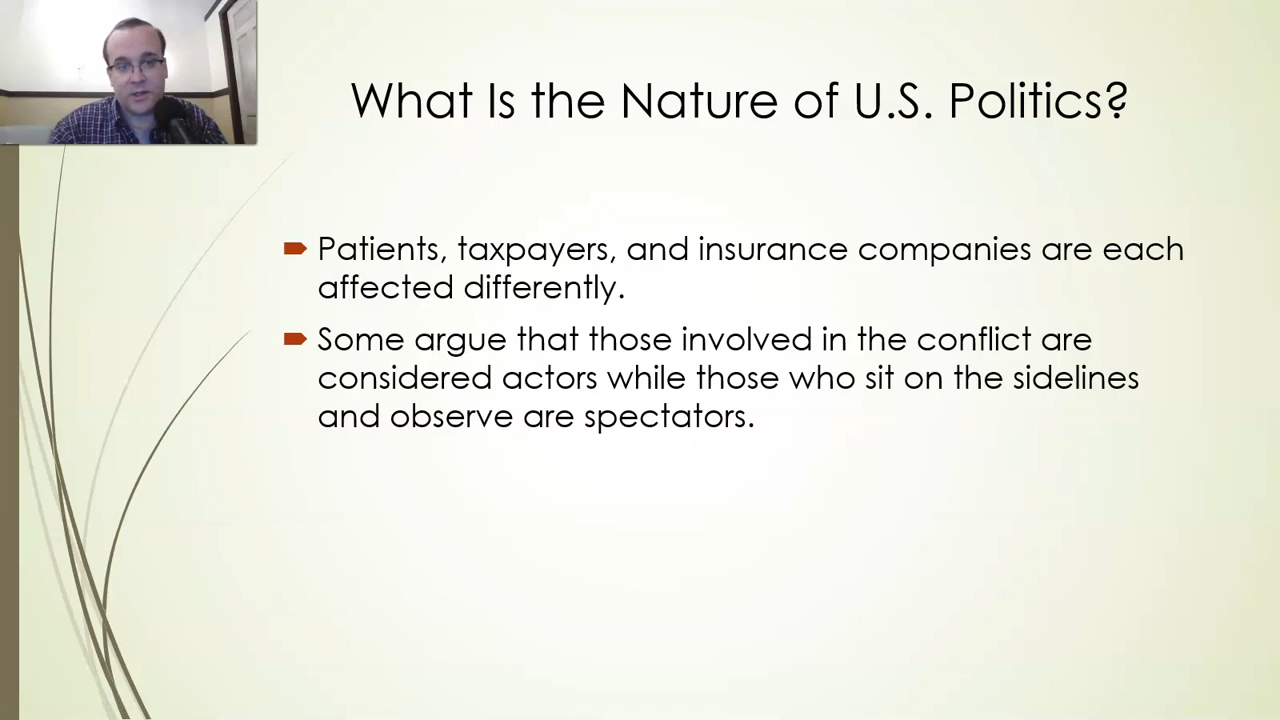 What Is the Nature of U.S. Politics?
Patients, taxpayers, and insurance companies are each
affected differently.
Some argue that those involved in the conflict are
considered actors while those who sit on the sidelines
and observe are spectators.